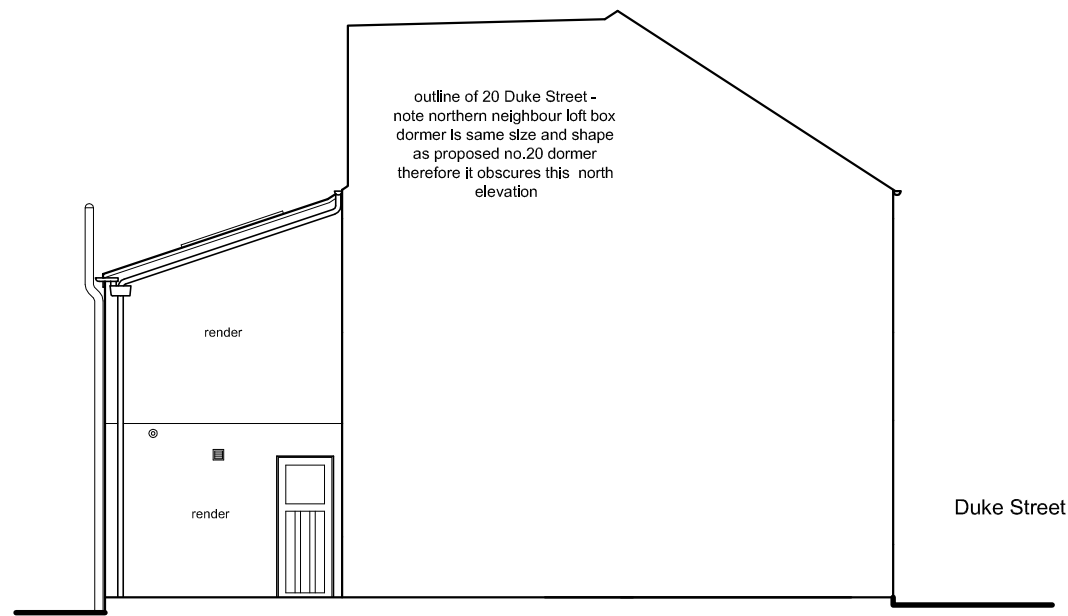 outline of 20 Duke Street -
note northern neighbour loft box
dormer is same size and shape
as proposed no.20 dormer
therefore it obscures this north
elevation
render
render
Duke Street